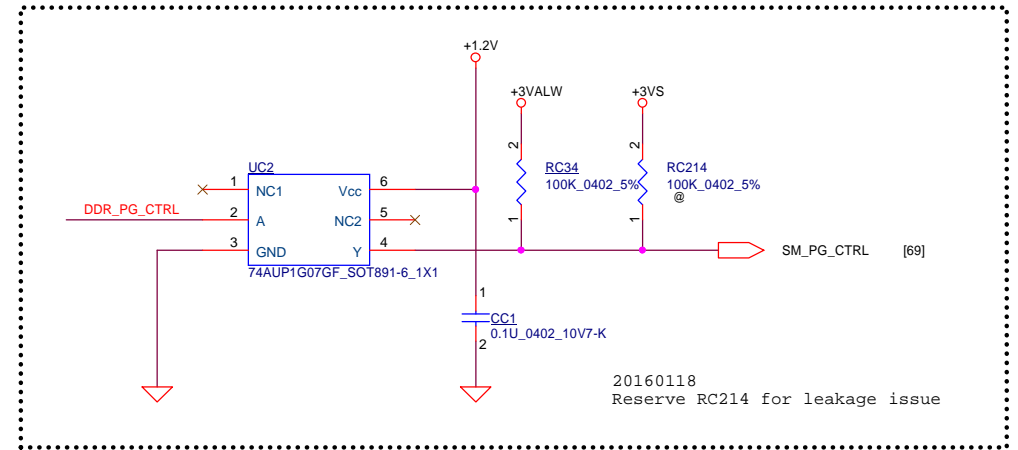 +1.2V
+3VALW
+3VS
UC2
RC34
100K_0402_5%
RC214
100K_0402_5%
@
2
1
2
1
1
NC1
Vcc
6
DDR_PG_CTRL
2
A
NC2
5
3
GND
Y
4
SM_PG_CTRL
[69]
74AUP1G07GF_SOT891-6_1X1
1
CC1
0.1U_0402_10V7-K
2
20160118
Reserve RC214 for leakage issue